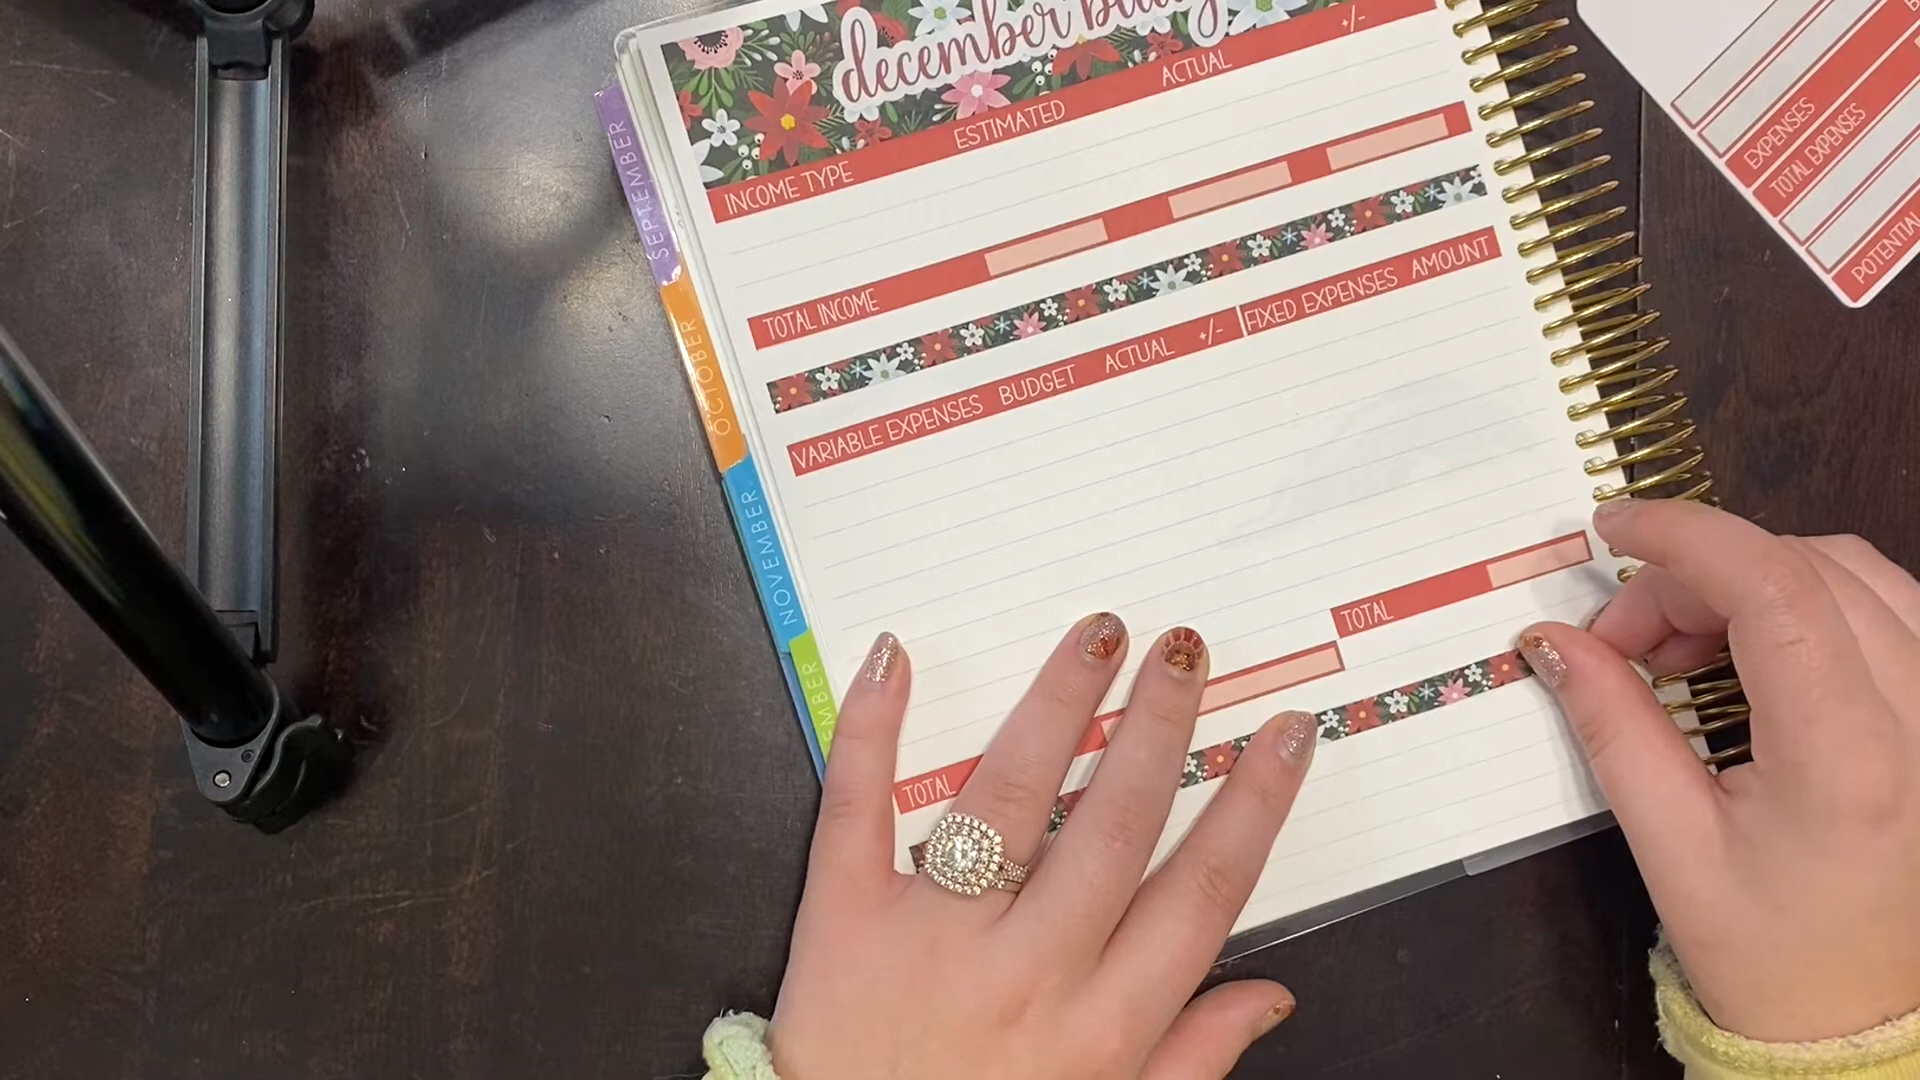 december
ESTIMATED ACTUAL +/-
INCOME TYPE
TOTAL INCOME
VARIABLE EXPENSES BUDGET ACTUAL +/- FIXED EXPENSES AMOUNT
TOTAL
TOTAL
SEPTEMBER
OCTOBER
NOVEMBER
EMBER
EXPENSES
TOTAL EXPENSES
POTENTIAL